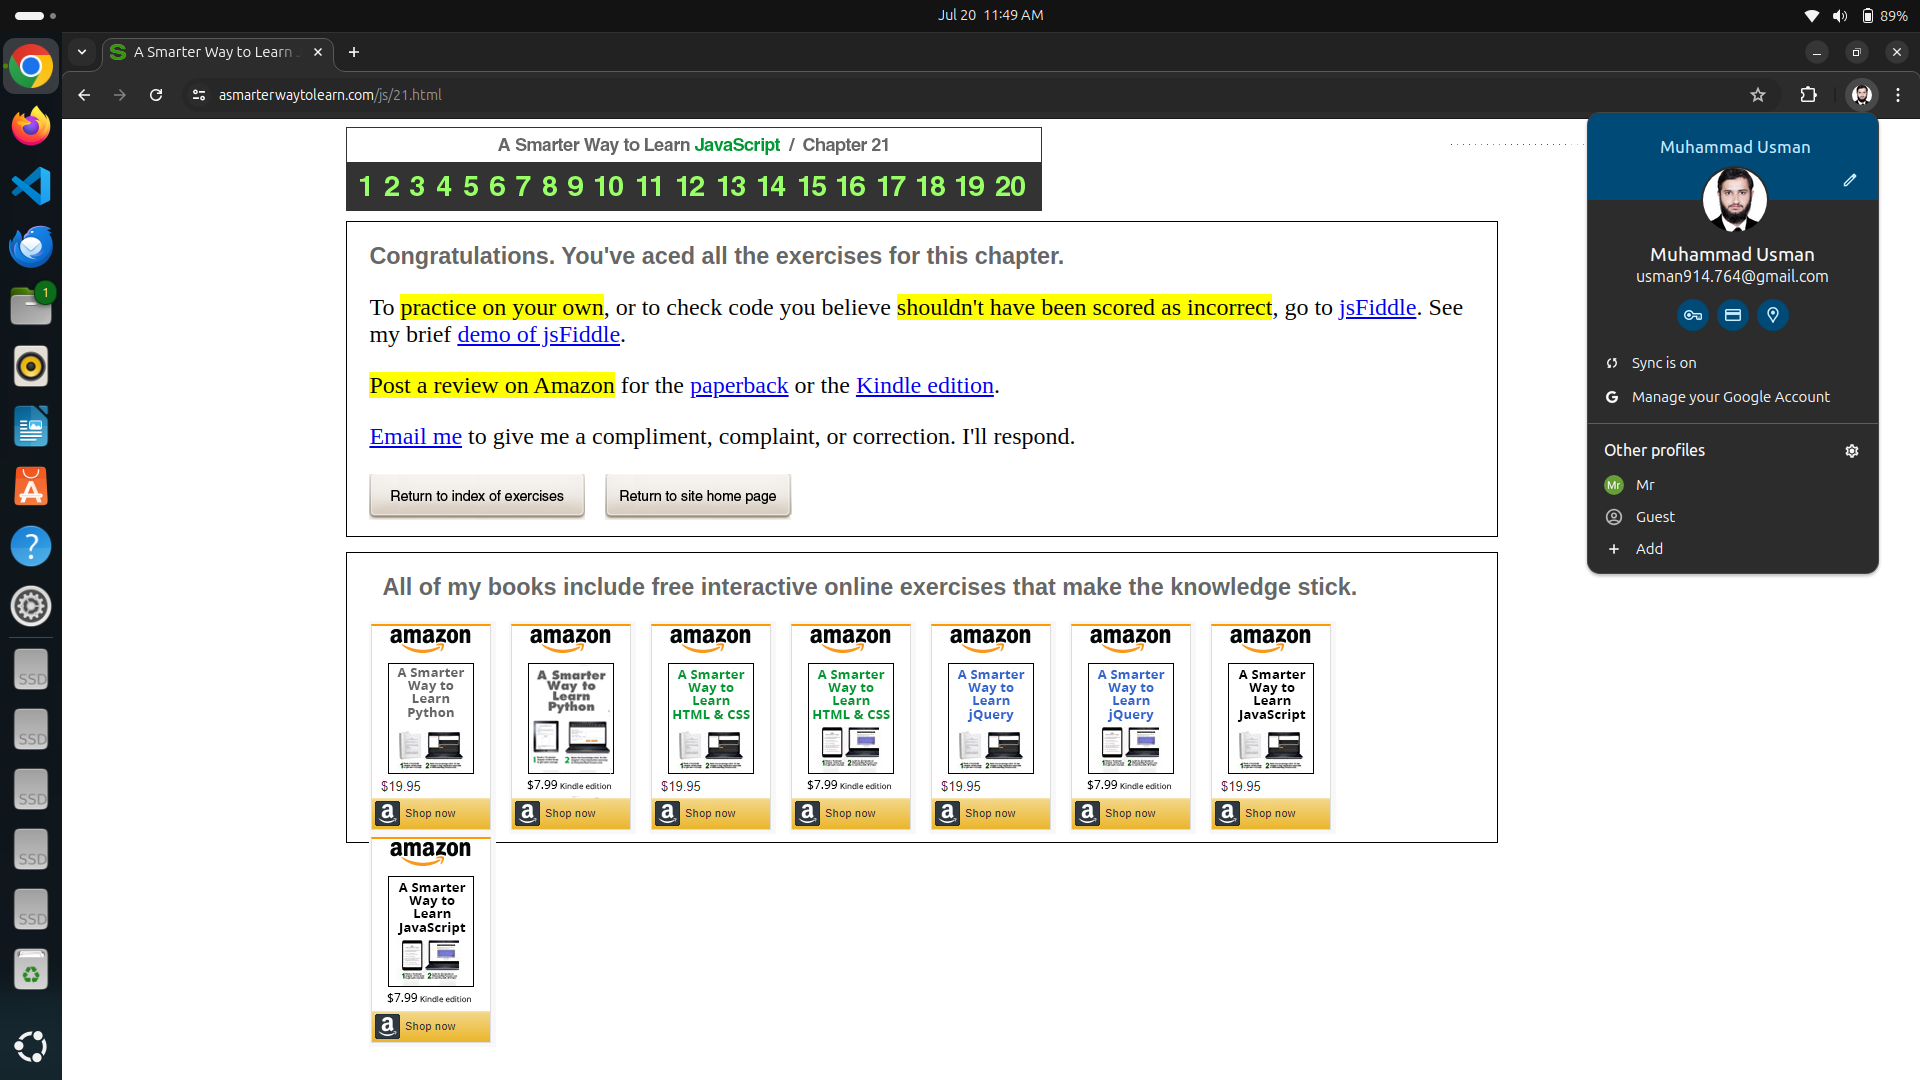 Jul 20 11:49 AM
89%
A Smarter Way to Learn
asmarterwaytolearn.com/js/21.html
A Smarter Way to Learn JavaScript / Chapter 21
1 2 3 4 5 6 7 8 9 10 11 12 13 14 15 16 17 18 19 20
Congratulations. You've aced all the exercises for this chapter.
To practice on your own, or to check code you believe shouldn't have been scored as incorrect, go to jsFiddle. See
my brief demo of jsFiddle.
Post a review on Amazon for the paperback or the Kindle edition.
Email me to give me a compliment, complaint, or correction. I'll respond.
Return to index of exercises
Return to site home page
All of my books include free interactive online exercises that make the knowledge stick.
amazon
A Smarter
Way to
Learn
Python
$19.95
Shop now
amazon
A Smarter
Way to
Learn
Python
$7.99 Kindle edition
Shop now
amazon
A Smarter
Way to
Learn
HTML & CSS
$19.95
Shop now
amazon
A Smarter
Way to
Learn
HTML & CSS
$7.99 Kindle edition
Shop now
amazon
A Smarter
Way to
Learn
jQuery
$19.95
Shop now
amazon
A Smarter
Way to
Learn
jQuery
$7.99 Kindle edition
Shop now
amazon
A Smarter
Way to
Learn
JavaScript
$19.95
Shop now
amazon
A Smarter
Way to
Learn
JavaScript
$7.99 Kindle edition
Shop now
Muhammad Usman
Muhammad Usman
usman914.764@gmail.com
Sync is on
Manage your Google Account
Other profiles
Mr Mr
Guest
Add
1
SSD
SSD
SSD
SSD
SSD